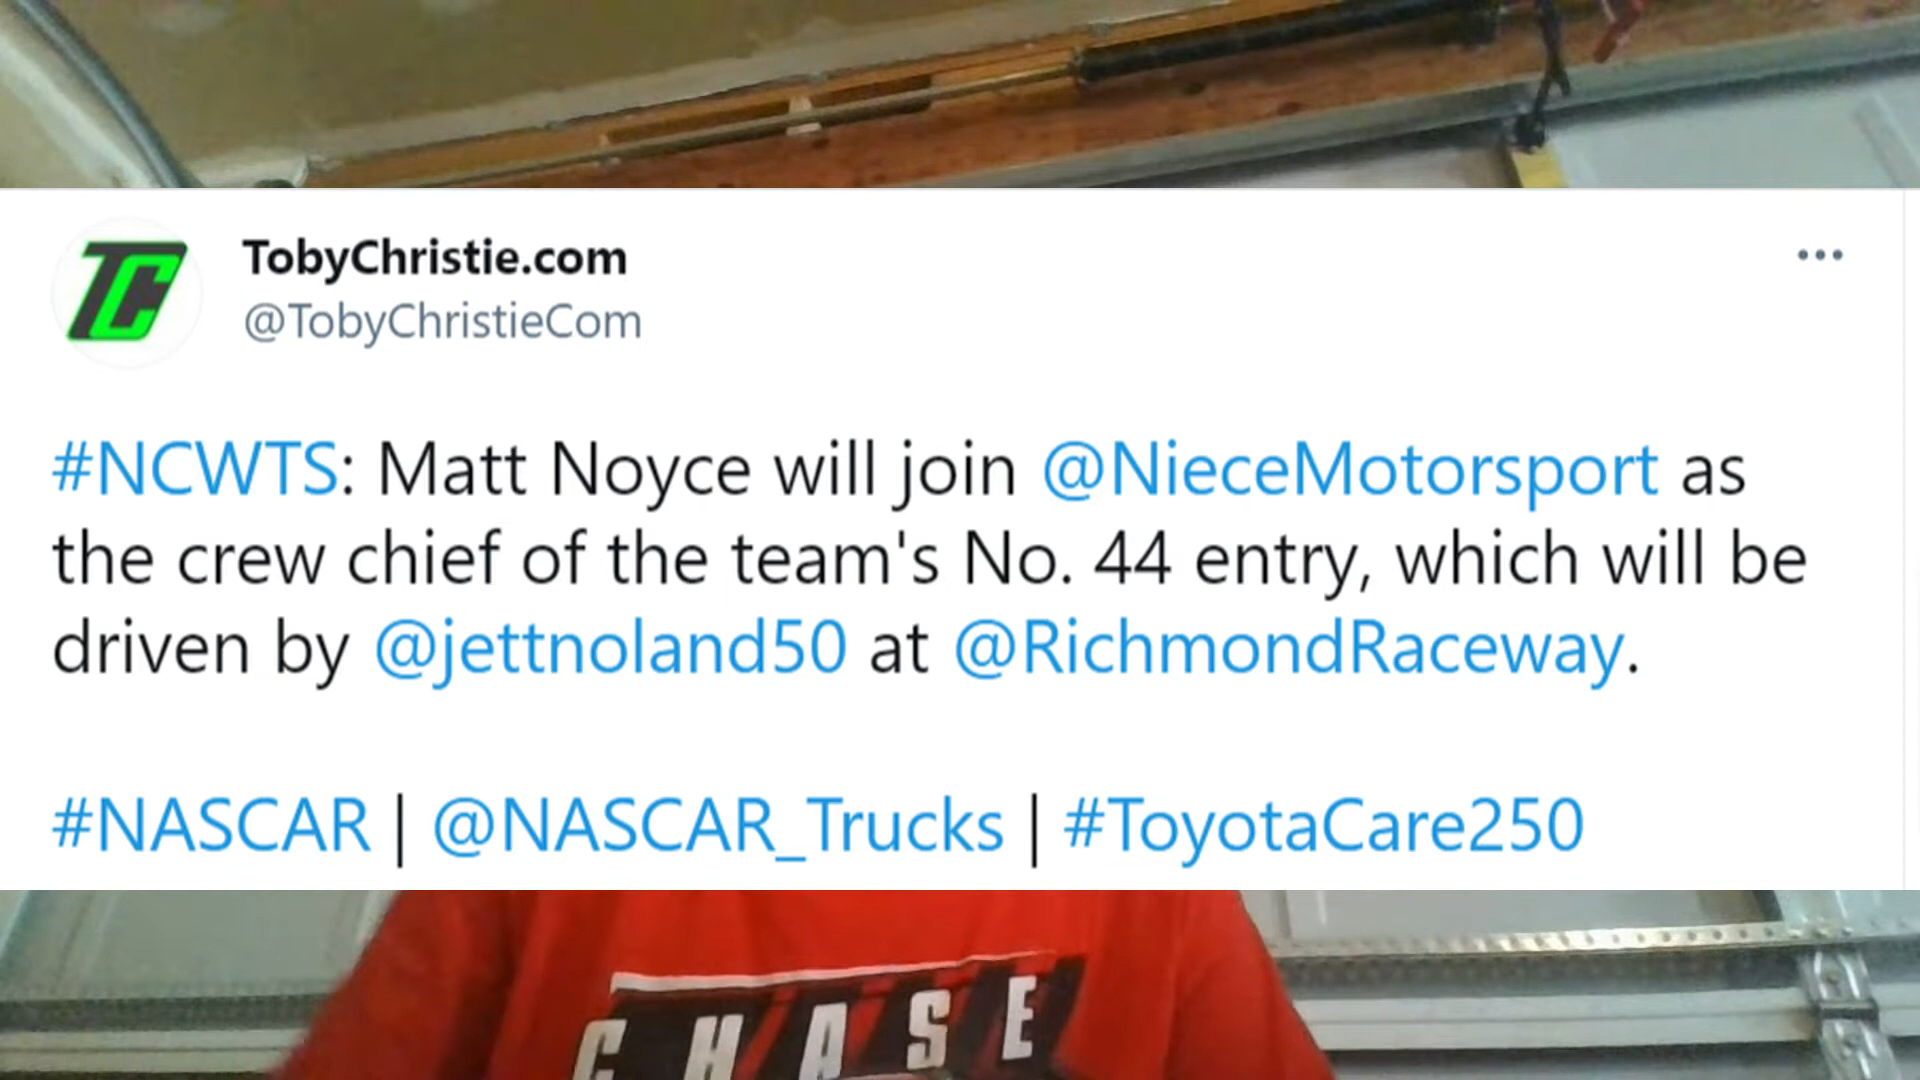 TC
TobyChristie.com
@TobyChristieCom
#NCWTS: Matt Noyce will join @NieceMotorsport as
the crew chief of the team's No. 44 entry, which will be
driven by @jettnoland50 at @RichmondRaceway.
#NASCAR | @NASCAR_Trucks | #ToyotaCare250
CHASE